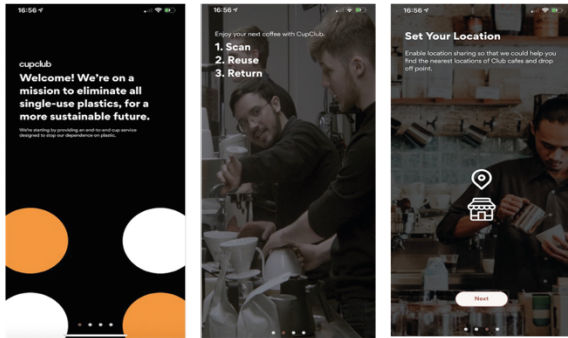 16:56
cupclub
Welcome! We're on a
mission to eliminate all
single-use plastics, for a
more sustainable future.
We're starting by providing an end-to-end cup service
designed to stop our dependence on plastic.
16:56
Enjoy your next coffee with CupClub.
1. Scan
2. Reuse
3. Return
16:56
Set Your Location
Enable location sharing so that we could help you
find the nearest locations of Club cafes and drop
off point.
Next